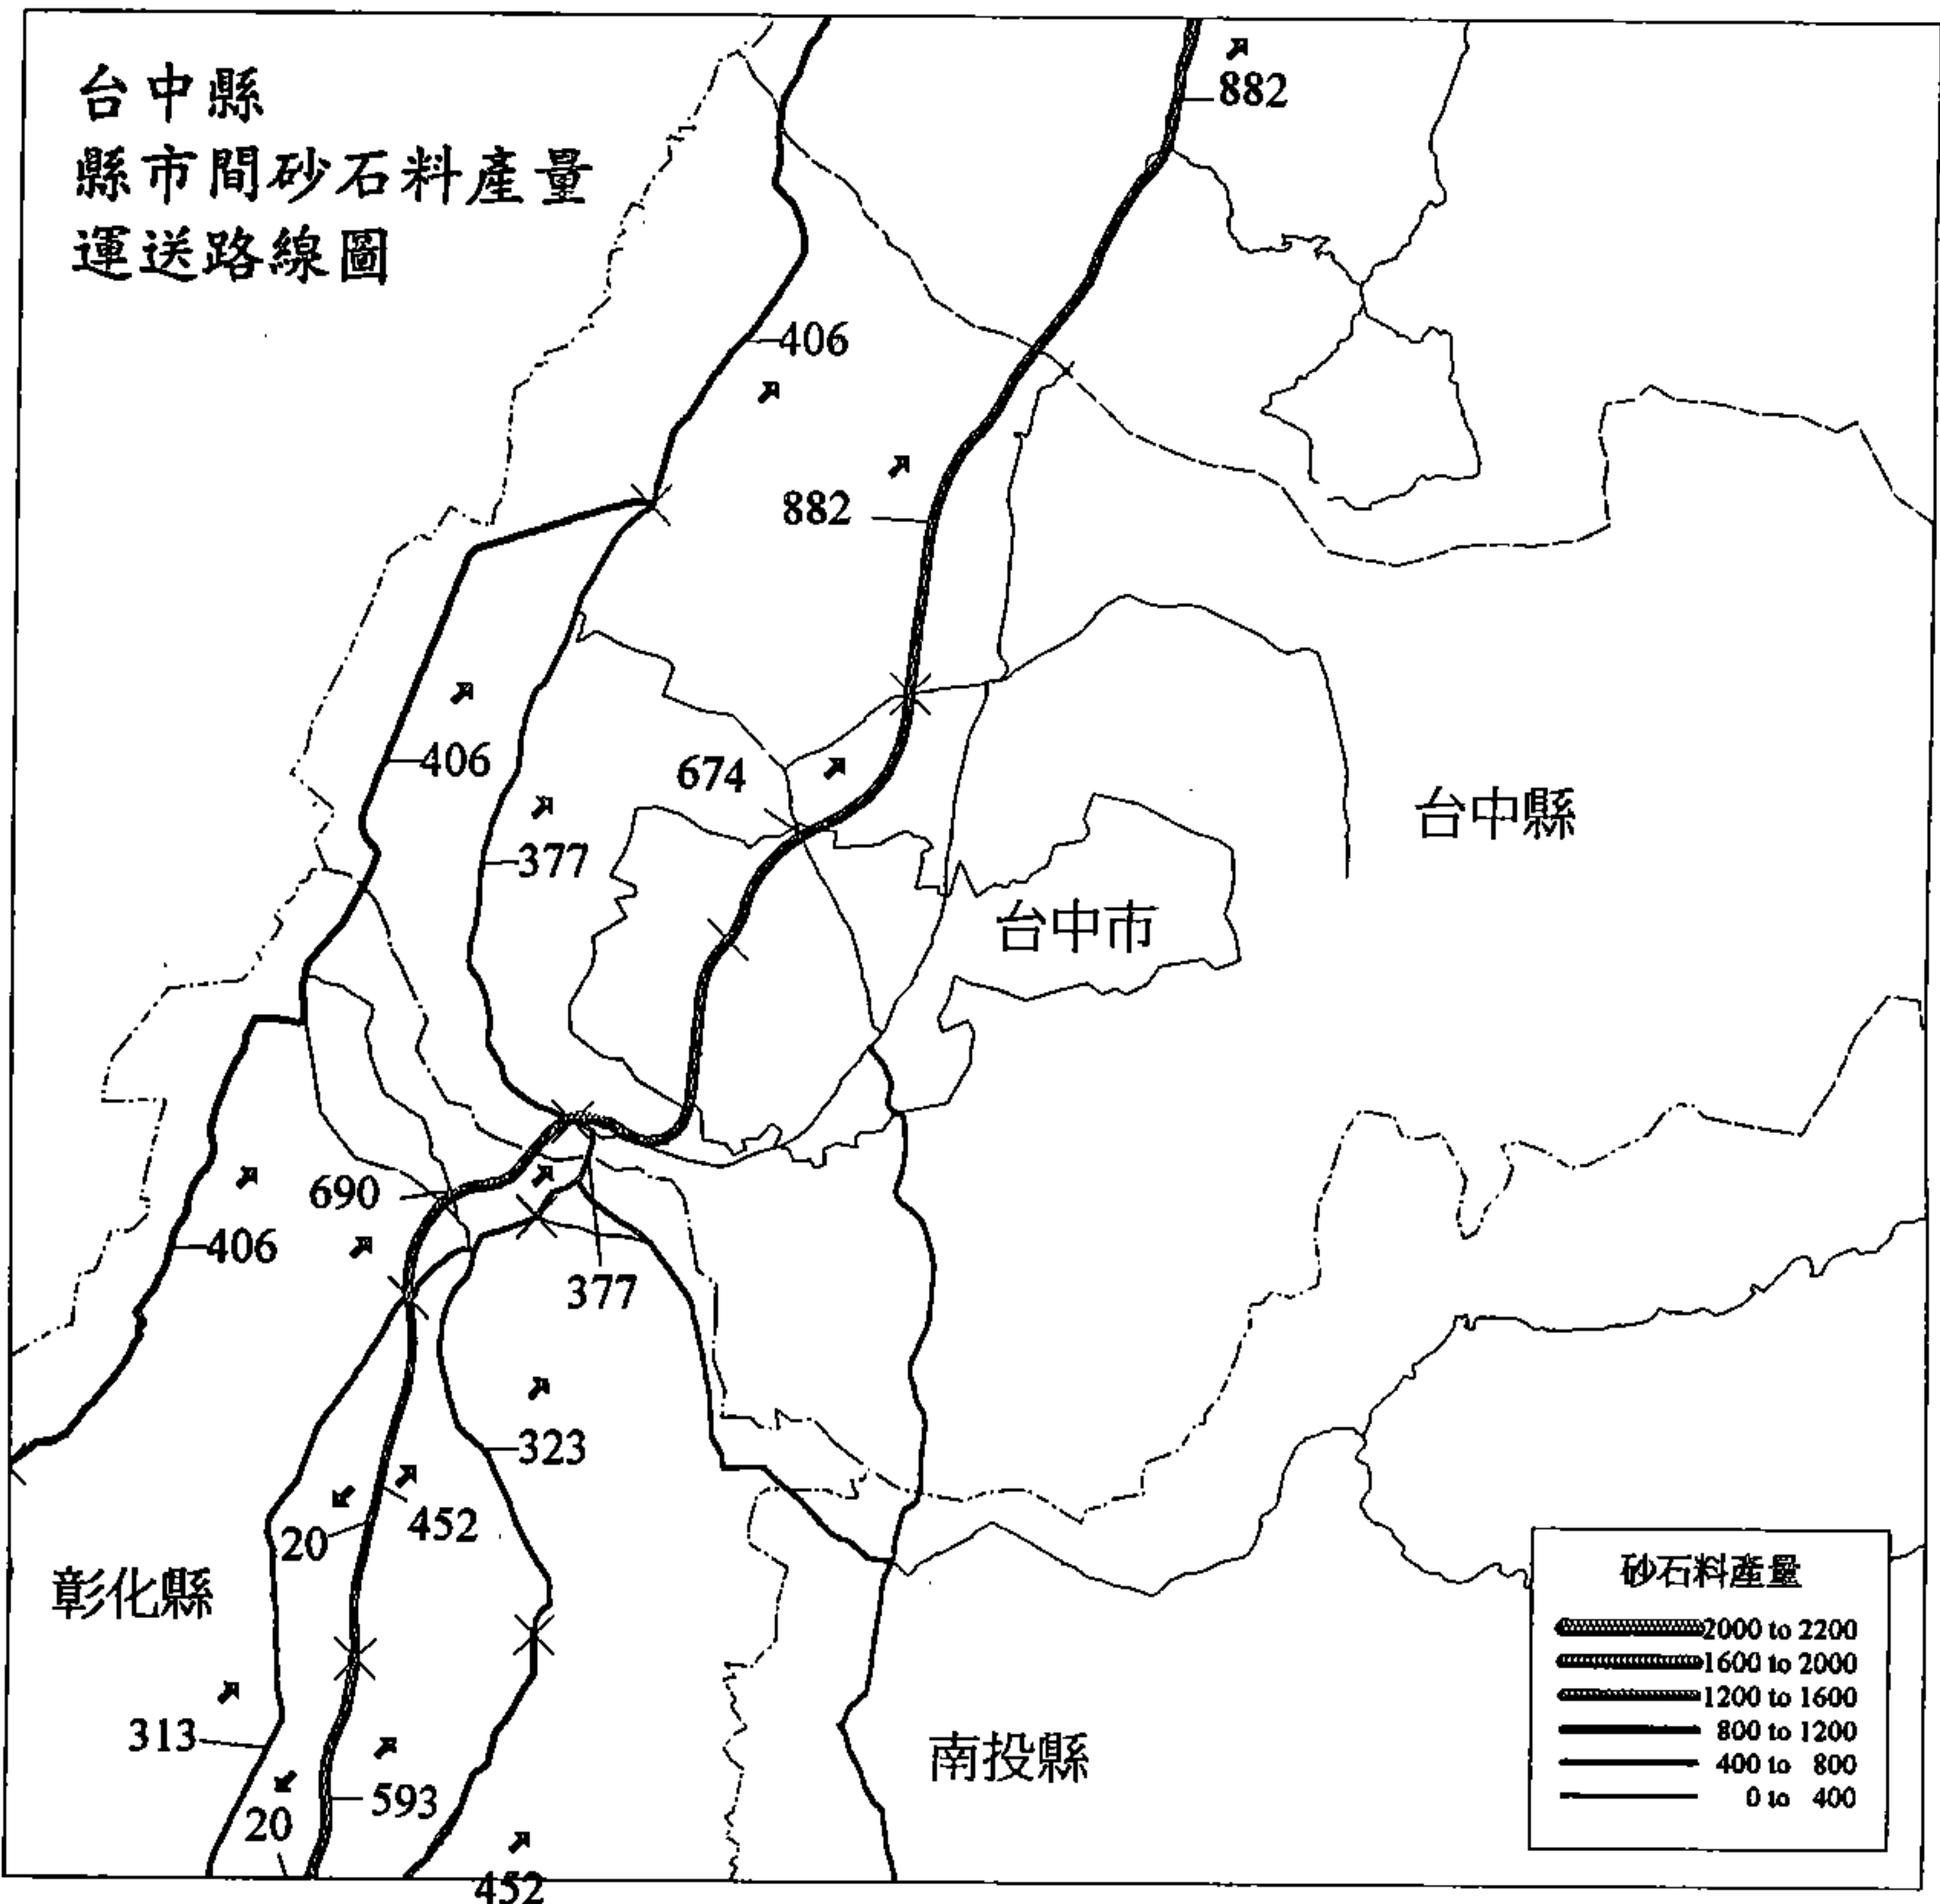 台中縣
縣市間砂石料產量
運送路線圖
882
406
882
406
674
377
台中縣
台中市
690
406
377
323
20
452
彰化縣
313
20
593
452
南投縣
砂石料產量
2000 to 2200
1600 to 2000
1200 to 1600
800 to 1200
400 to 800
0 to 400